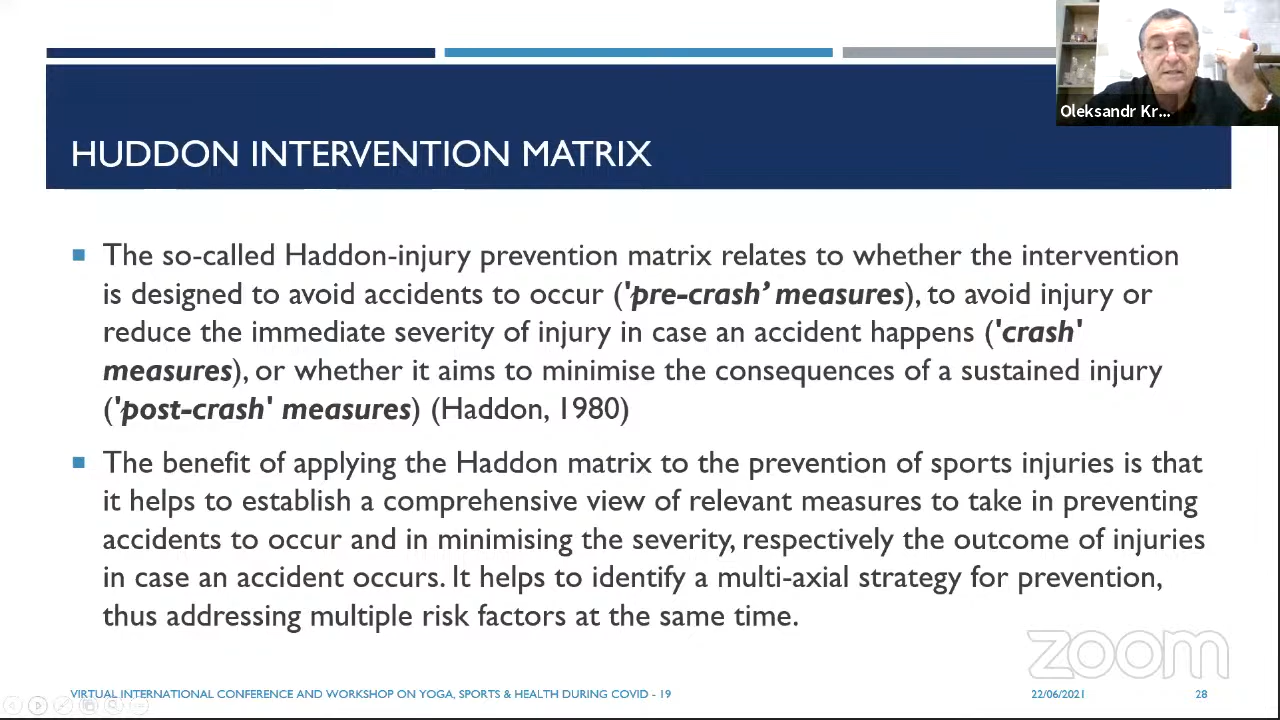 Oleksandr Kr...
HUDDON INTERVENTION MATRIX
The so-called Haddon-injury prevention matrix relates to whether the intervention
is designed to avoid accidents to occur ('pre-crash’ measures), to avoid injury or
reduce the immediate severity of injury in case an accident happens ('crash'
measures), or whether it aims to minimise the consequences of a sustained injury
('post-crash' measures) (Haddon, 1980)
The benefit of applying the Haddon matrix to the prevention of sports injuries is that
it helps to establish a comprehensive view of relevant measures to take in preventing
accidents to occur and in minimising the severity, respectively the outcome of injuries
in case an accident occurs. It helps to identify a multi-axial strategy for prevention,
thus addressing multiple risk factors at the same time.
zoom
VIRTUAL INTERNATIONAL CONFERENCE AND WORKSHOP ON YOGA, SPORTS & HEALTH DURING COVID - 19
22/06/2021
28